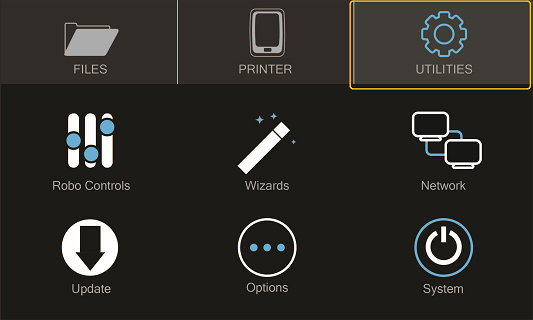 FILES
PRINTER
UTILITIES
Robo Controls
Wizards
Network
Update
Options
System